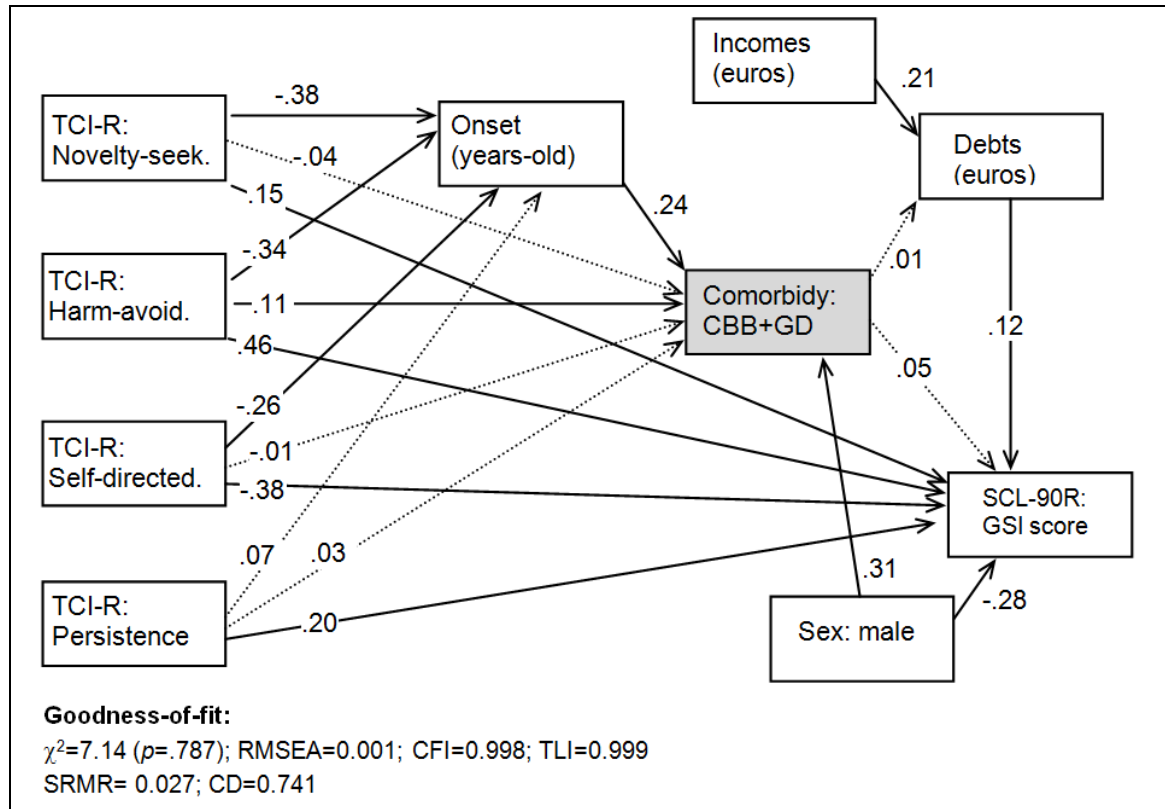 Incomes
(euros)
.21
Debts
(euros)
TCI-R:
Novelty-seek.
-.38
-.04
.15
Onset
(years-old)
.24
TCI-R:
Harm-avoid.
-.34
.11
.46
Comorbidy:
CBB+GD
.01
.12
.05
TCI-R:
Self-directed.
-.26
-.01
-.38
SCL-90R:
GSI score
TCI-R:
Persistence
.07
.03
.20
.31
-.28
Sex: male
Goodness-of-fit:
χ²=7.14 (p=.787); RMSEA=0.001; CFI=0.998; TLI=0.999
SRMR= 0.027; CD=0.741